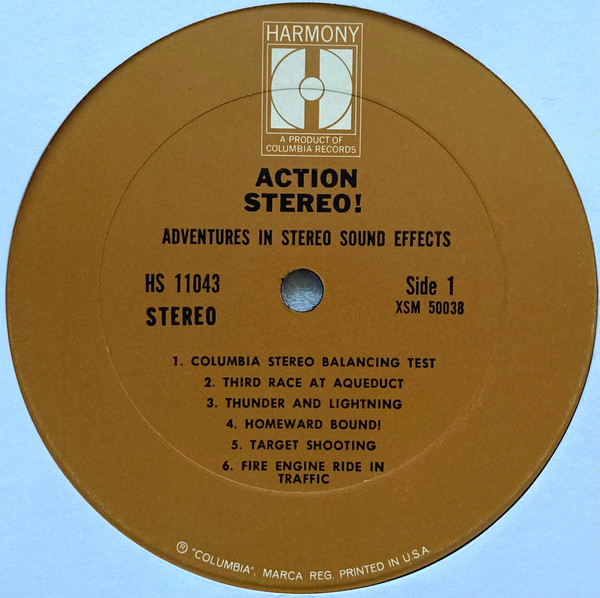 HARMONY
A PRODUCT OF
COLUMBIA RECORDS
ACTION
STEREO!
ADVENTURES IN STEREO SOUND EFFECTS
HS 11043
STEREO
Side 1
XSM 50038
1. COLUMBIA STEREO BALANCING TEST
2. THIRD RACE AT AQUEDUCT
3. THUNDER AND LIGHTNING
4. HOMEWARD BOUND!
5. TARGET SHOOTING
6. FIRE ENGINE RIDE IN
TRAFFIC
Ⓡ "COLUMBIA", MARCA REG. PRINTED IN U.S.A.